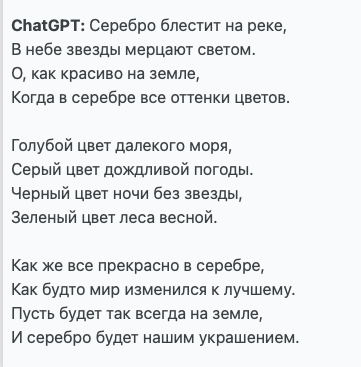 ChatGPT: Серебро блестит на реке,
В небе звезды мерцают светом.
О, как красиво на земле,
Когда в серебре все оттенки цветов.
Голубой цвет далекого моря,
Серый цвет дождливой погоды.
Черный цвет ночи без звезды,
Зеленый цвет леса весной.
Как же все прекрасно в серебре,
Как будто мир изменился к лучшему.
Пусть будет так всегда на земле,
И серебро будет нашим украшением.